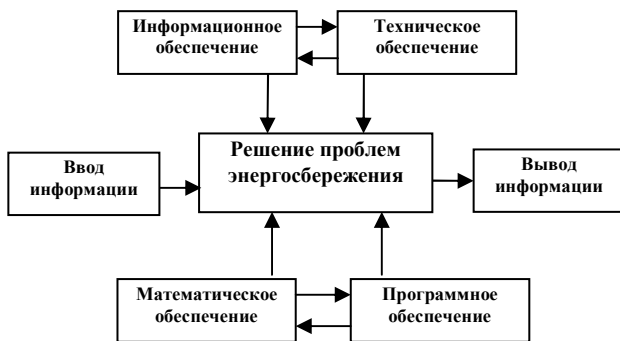 Информационное
обеспечение
Техническое
обеспечение
Решение проблем
энергосбережения
Ввод
информации
Вывод
информации
Математическое
обеспечение
Программное
обеспечение